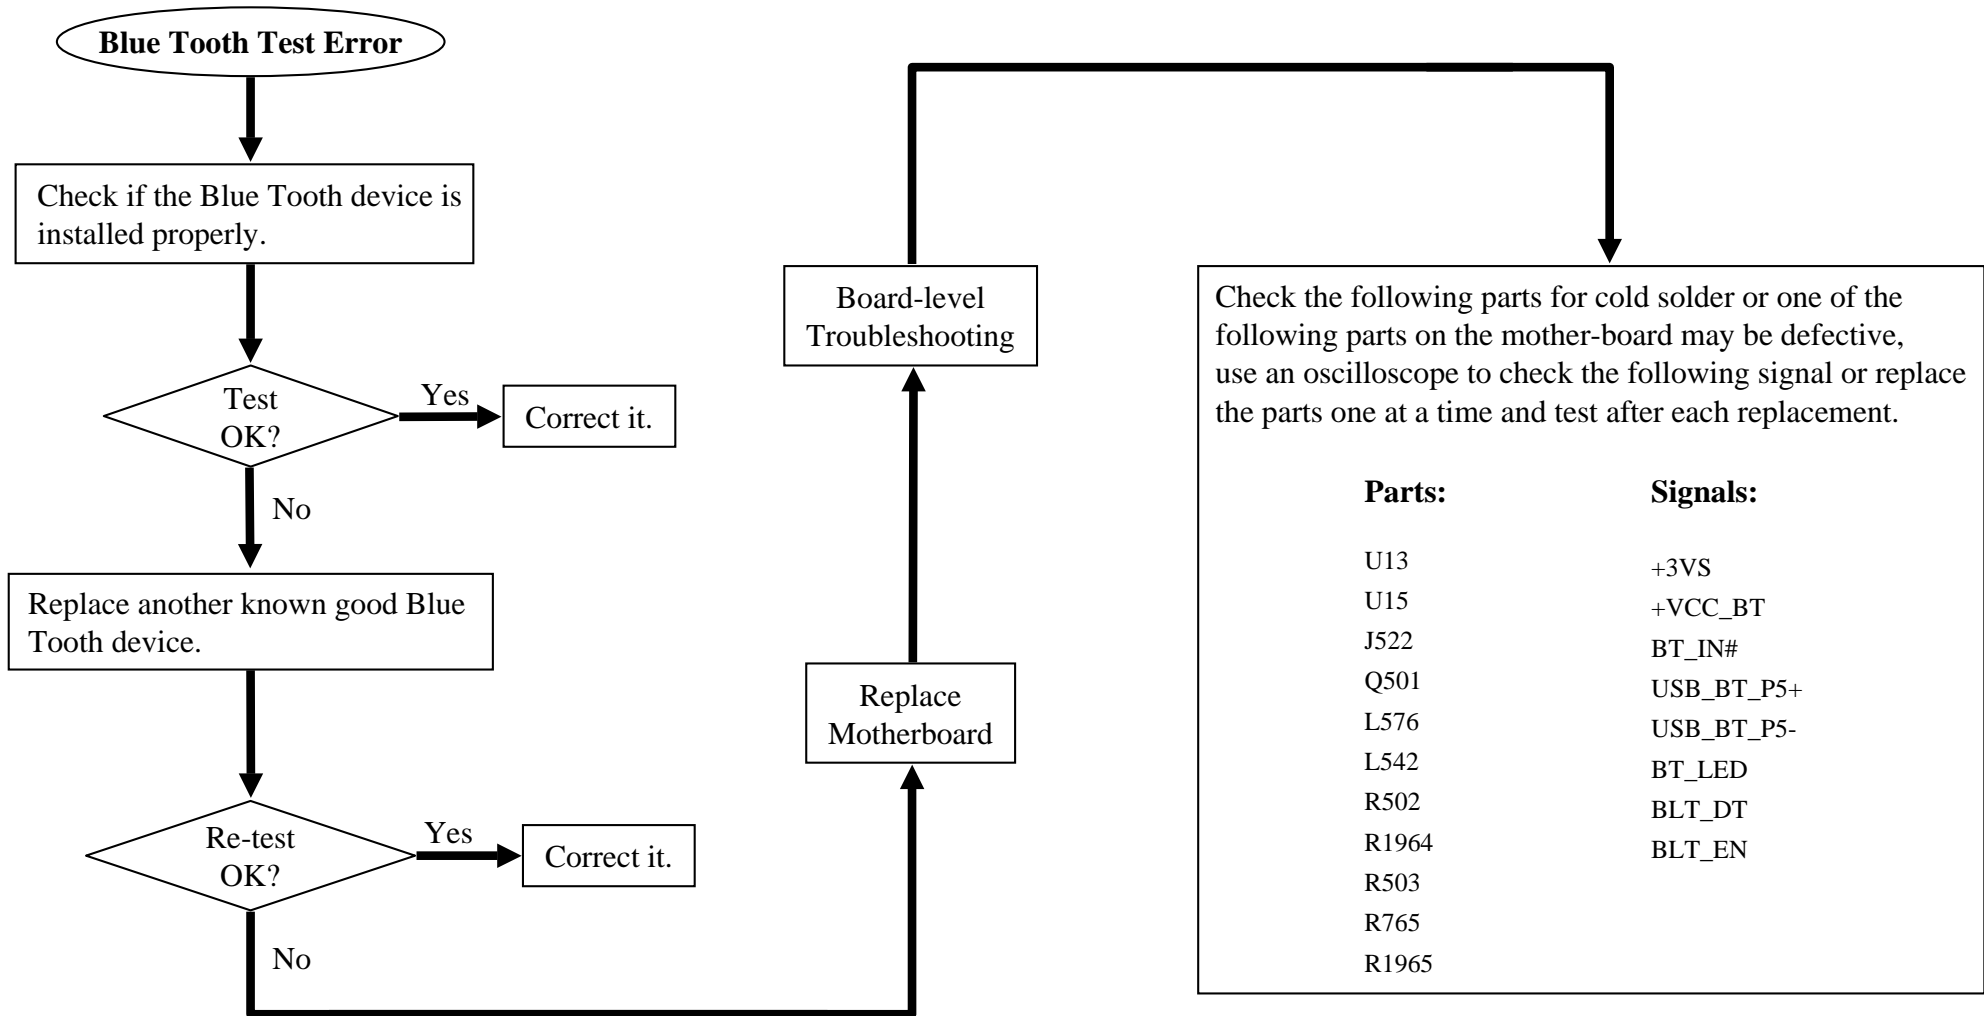 Blue Tooth Test Error
Check if the Blue Tooth device is
installed properly.
Test
OK?
Yes
Correct it.
No
Replace another known good Blue
Tooth device.
Re-test
OK?
Yes
Correct it.
No
Replace
Motherboard
Board-level
Troubleshooting
Check the following parts for cold solder or one of the
following parts on the mother-board may be defective,
use an oscilloscope to check the following signal or replace
the parts one at a time and test after each replacement.
Parts:
U13
U15
J522
Q501
L576
L542
R502
R1964
R503
R765
R1965
Signals:
+3VS
+VCC_BT
BT_IN#
USB_BT_P5+
USB_BT_P5-
BT_LED
BLT_DT
BLT_EN